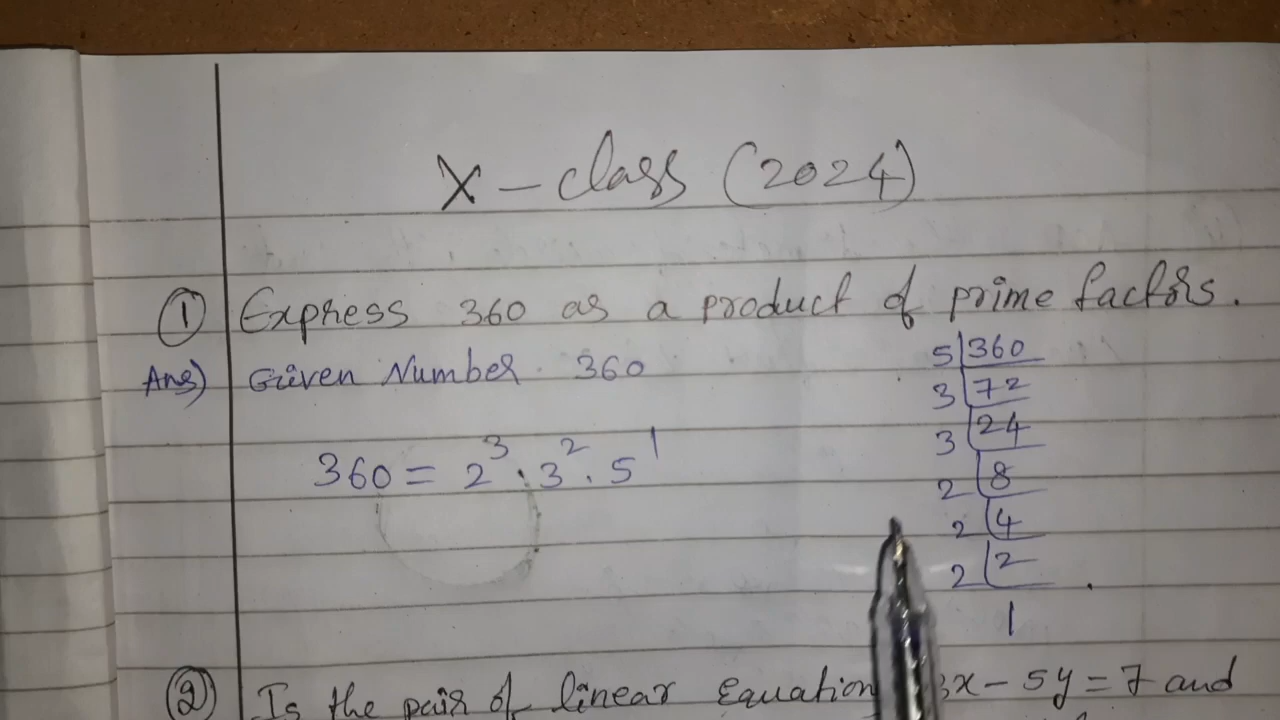 X - class (2024)
① Express 360 as a product of prime factors.
Ans) Given Number 360
360 = 2³ . 3² . 5¹
5 | 360
3 | 72
3 | 24
2 | 8
2 | 4
2 | 2
1
② Is the pair of linear Equation 3x - 5y = 7 and